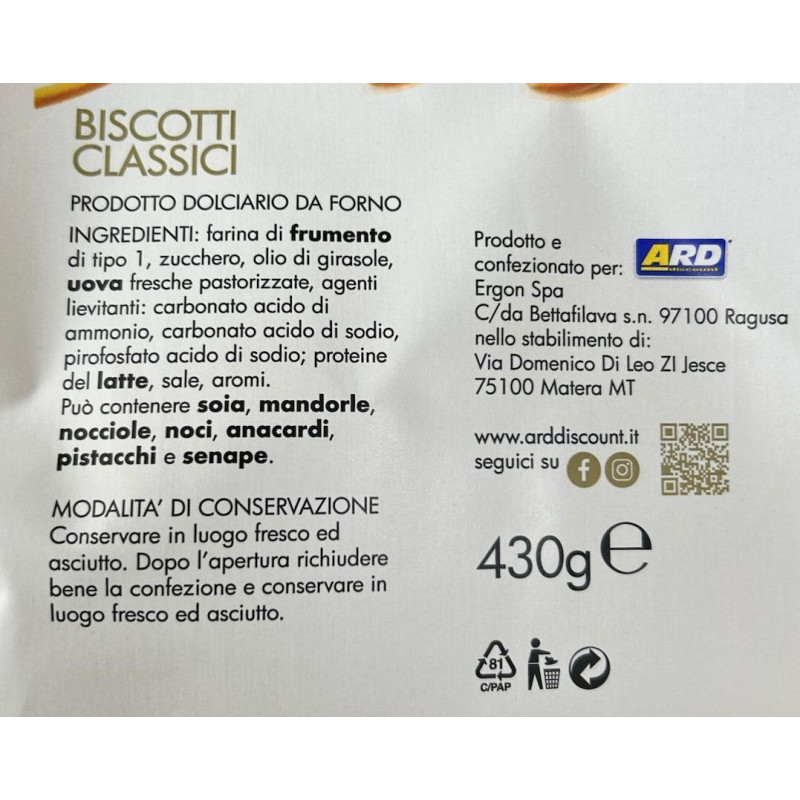 BISCOTTI
CLASSICI
PRODOTTO DOLCIARIO DA FORNO
INGREDIENTI: farina di frumento
di tipo 1, zucchero, olio di girasole,
uova fresche pastorizzate, agenti
lievitanti: carbonato acido di
ammonio, carbonato acido di sodio,
pirofosfato acido di sodio; proteine
del latte, sale, aromi.
Può contenere soia, mandorle,
nocciole, noci, anacardi,
pistacchi e senape.
MODALITA’ DI CONSERVAZIONE
Conservare in luogo fresco ed
asciutto. Dopo l’apertura richiudere
bene la confezione e conservare in
luogo fresco ed asciutto.
Prodotto e
confezionato per:
ARD
discount
Ergon Spa
C/da Bettafilava s.n. 97100 Ragusa
nello stabilimento di:
Via Domenico Di Leo ZI Jesce
75100 Matera MT
www.arddiscount.it
seguici su
430g e
81
C/PAP